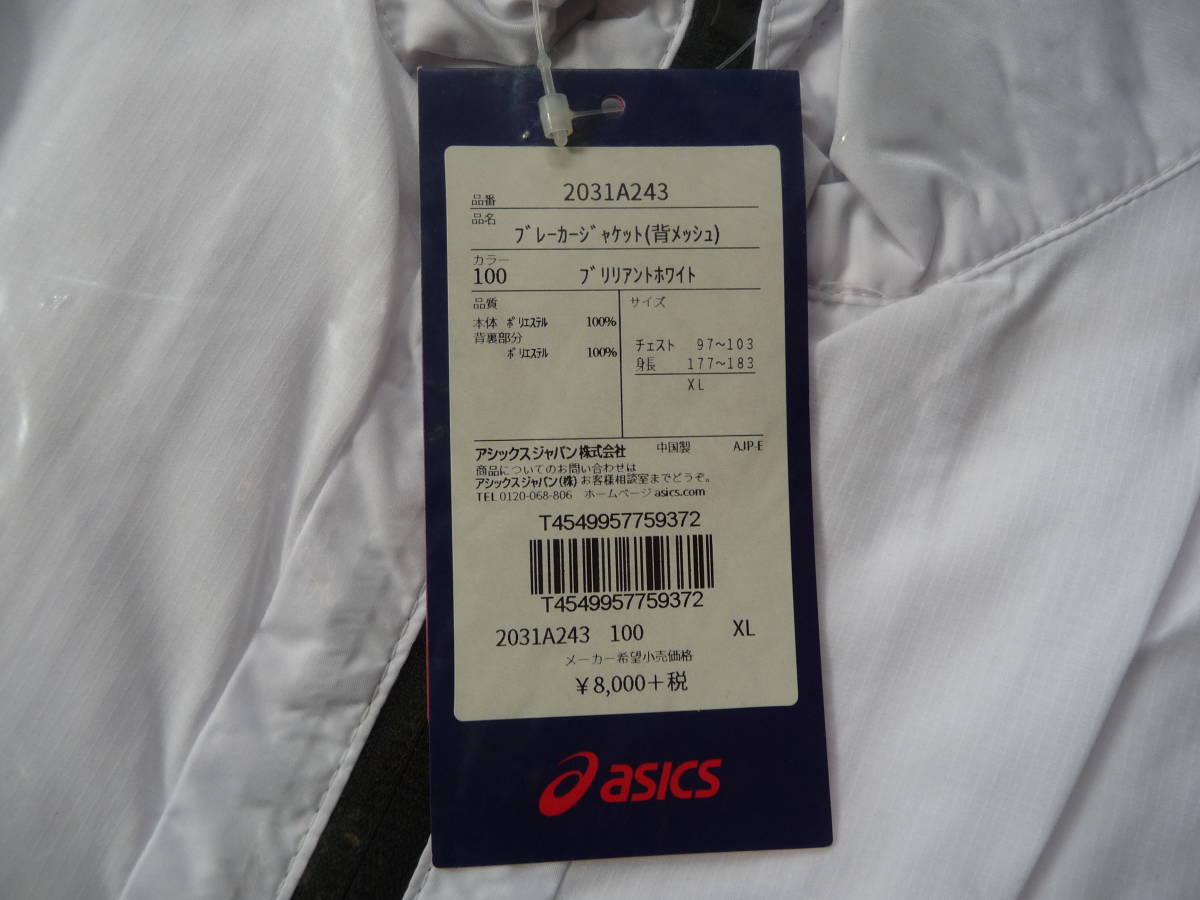 品番 2031A243
品名
ﾌﾞﾚｰｶｰｼﾞｬｹｯﾄ(背ﾒｯｼｭ)
カラー
100 ﾌﾞﾘﾘｱﾝﾄﾎﾜｲﾄ
品質
本体 ﾎﾟﾘｴｽﾃﾙ 100%
背裏部分
ﾎﾟﾘｴｽﾃﾙ 100%
サイズ
チェスト 97~103
身長 177~183
XL
アシックスジャパン株式会社 中国製 AJP-E
商品についてのお問い合わせは
アシックスジャパン(株)お客様相談室までどうぞ。
TEL 0120-068-806 ホームページ asics.com
T4549957759372
T4549957759372
2031A243 100 XL
メーカー希望小売価格
¥8,000+税
asics